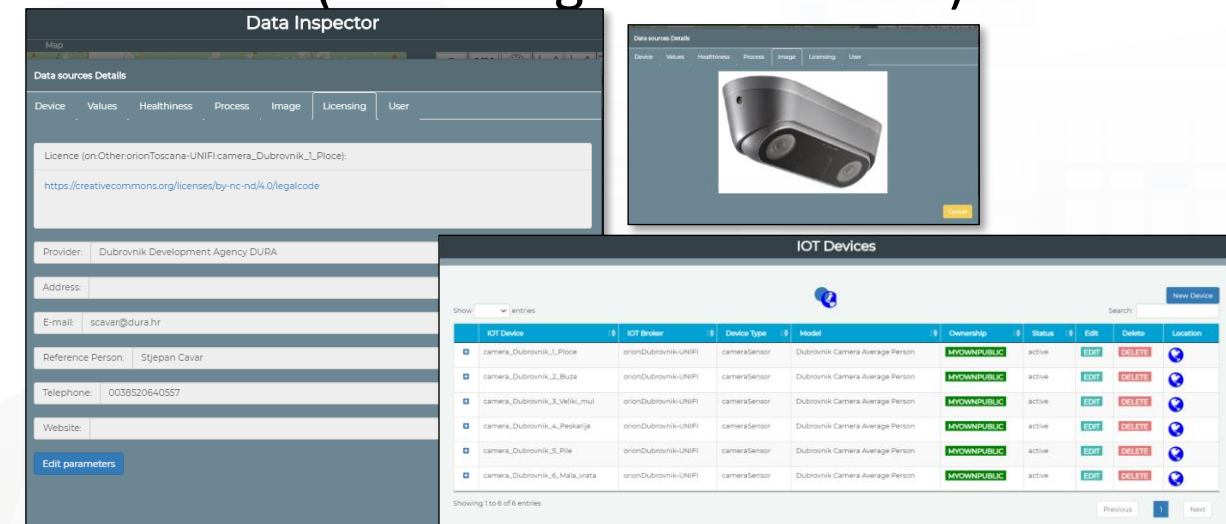 Data Inspector
Map
Data sources Details
Device Values Healthiness Process Image Licensing User
Licence (on:Other:orionToscana-UNIFI:camera_Dubrovnik_1_Ploce):
https://creativecommons.org/licenses/by-nc-nd/4.0/legalcode
Provider: Dubrovnik Development Agency DURA
Address:
E-mail: scavar@dura.hr
Reference Person: Stjepan Cavar
Telephone: 0038520640557
Website:
Edit parameters
Data sources Details
Device Values Healthiness Process Image Licensing User
Cancel
IOT Devices
New Device
Show entries Search:
IOT Device IOT Broker Device Type Model Ownership Status Edit Delete Location
camera_Dubrovnik_1_Ploce orionDubrovnik-UNIFI cameraSensor Dubrovnik Camera Average Person MYOWNPUBLIC active EDIT DELETE
camera_Dubrovnik_2_Buza orionDubrovnik-UNIFI cameraSensor Dubrovnik Camera Average Person MYOWNPUBLIC active EDIT DELETE
camera_Dubrovnik_3_Veliki_mul orionDubrovnik-UNIFI cameraSensor Dubrovnik Camera Average Person MYOWNPUBLIC active EDIT DELETE
camera_Dubrovnik_4_Peskarija orionDubrovnik-UNIFI cameraSensor Dubrovnik Camera Average Person MYOWNPUBLIC active EDIT DELETE
camera_Dubrovnik_5_Pile orionDubrovnik-UNIFI cameraSensor Dubrovnik Camera Average Person MYOWNPUBLIC active EDIT DELETE
camera_Dubrovnik_6_Mala_vrata orionDubrovnik-UNIFI cameraSensor Dubrovnik Camera Average Person MYOWNPUBLIC active EDIT DELETE
Showing 1 to 6 of 6 entries
Previous 1 Next